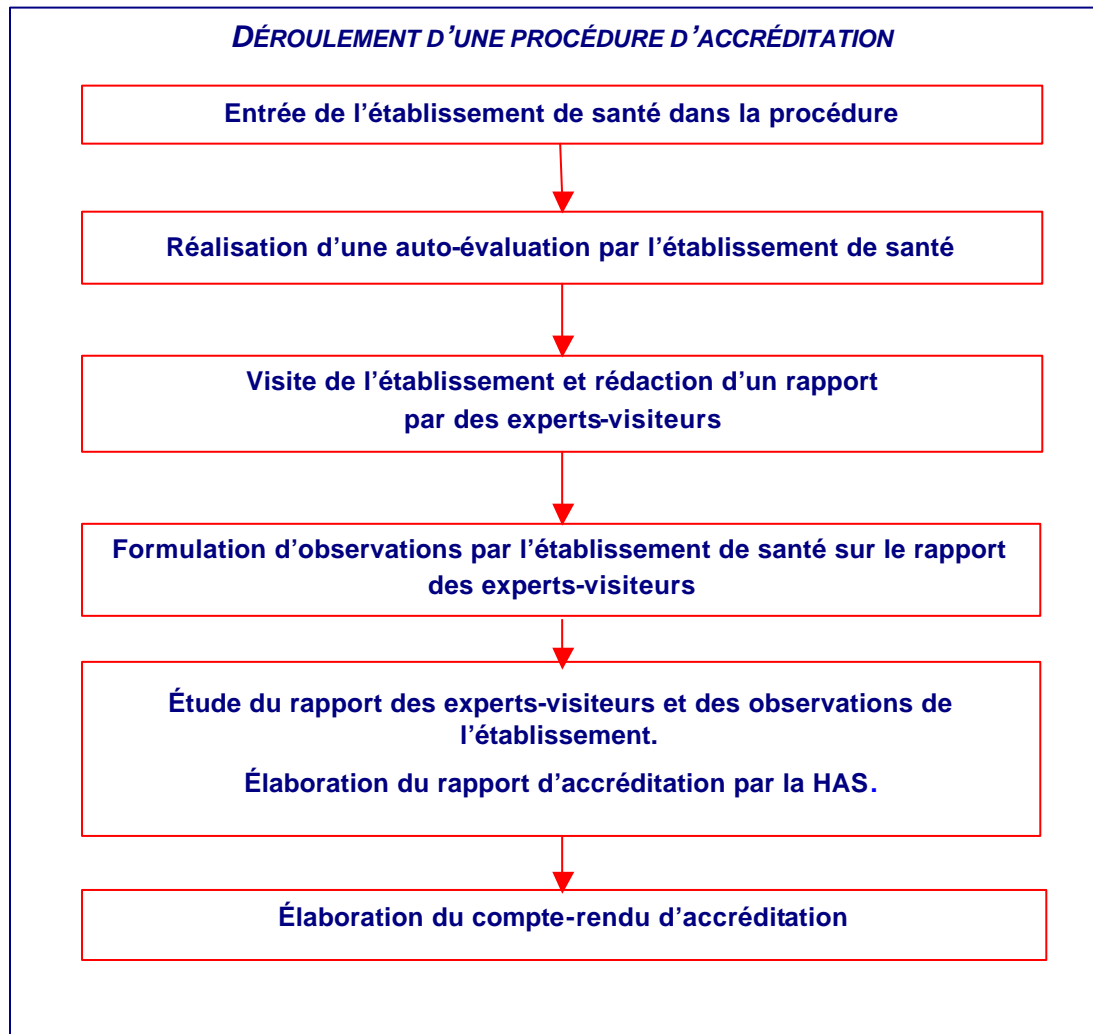 DÉROULEMENT D’UNE PROCÉDURE D’ACCRÉDITATION
Entrée de l’établissement de santé dans la procédure
Réalisation d’une auto-évaluation par l’établissement de santé
Visite de l’établissement et rédaction d’un rapport
par des experts-visiteurs
Formulation d’observations par l’établissement de santé sur le rapport
des experts-visiteurs
Étude du rapport des experts-visiteurs et des observations de
l’établissement.
Élaboration du rapport d’accréditation par la HAS.
Élaboration du compte-rendu d’accréditation